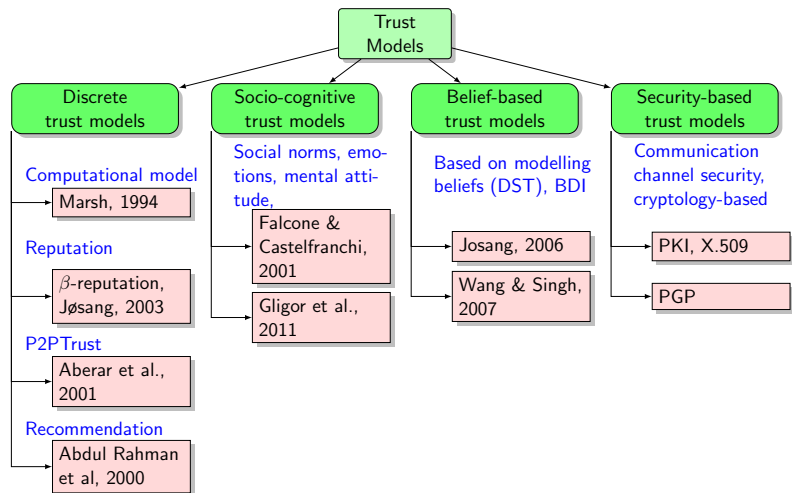 Trust
Models
Discrete
trust models
Computational model
Marsh, 1994
Reputation
β-reputation,
Jøsang, 2003
P2PTrust
Aberar et al.,
2001
Recommendation
Abdul Rahman
et al, 2000
Socio-cognitive
trust models
Social norms, emo-
tions, mental atti-
tude,
Falcone &
Castelfranchi,
2001
Gligor et al.,
2011
Belief-based
trust models
Based on modelling
beliefs (DST), BDI
Josang, 2006
Wang & Singh,
2007
Security-based
trust models
Communication
channel security,
cryptology-based
PKI, X.509
PGP